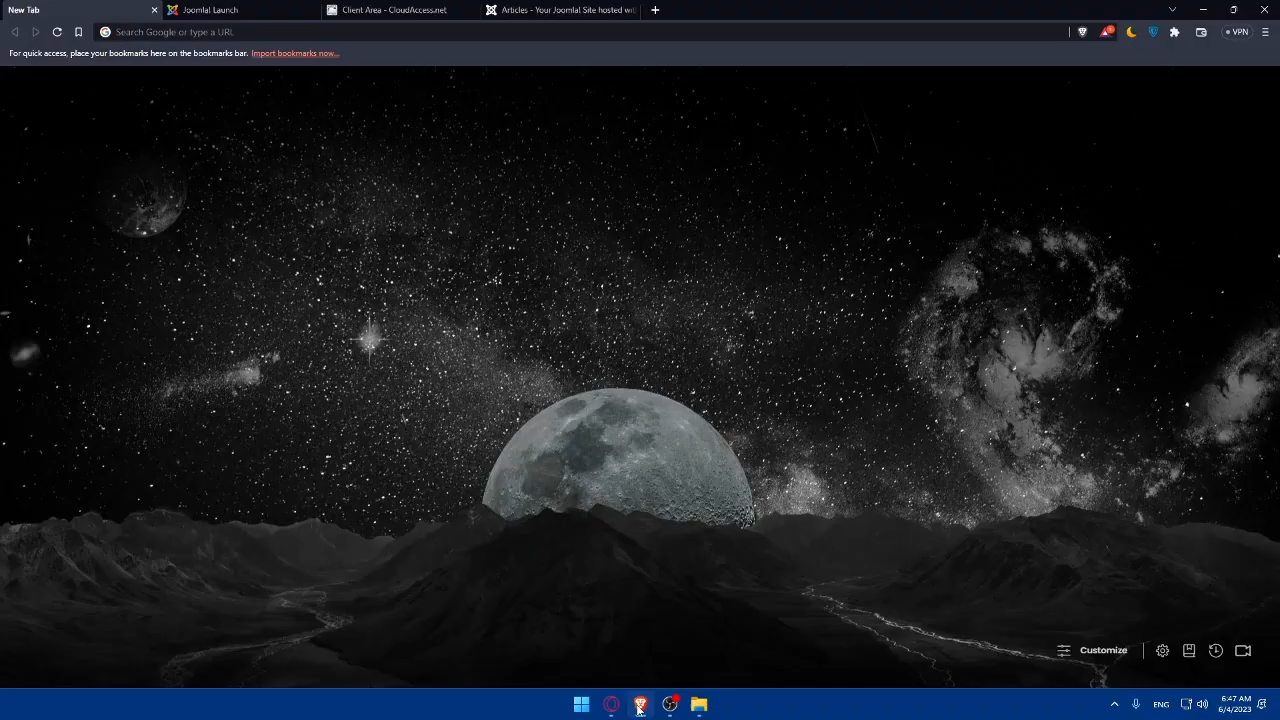 New Tab
Joomla! Launch
Client Area - CloudAccess.net
Articles - Your Joomla! Site hosted wit
Search Google or type a URL
VPN
For quick access, place your bookmarks here on the bookmarks bar. Import bookmarks now...
Customize
ENG
6:47 AM
6/4/2023